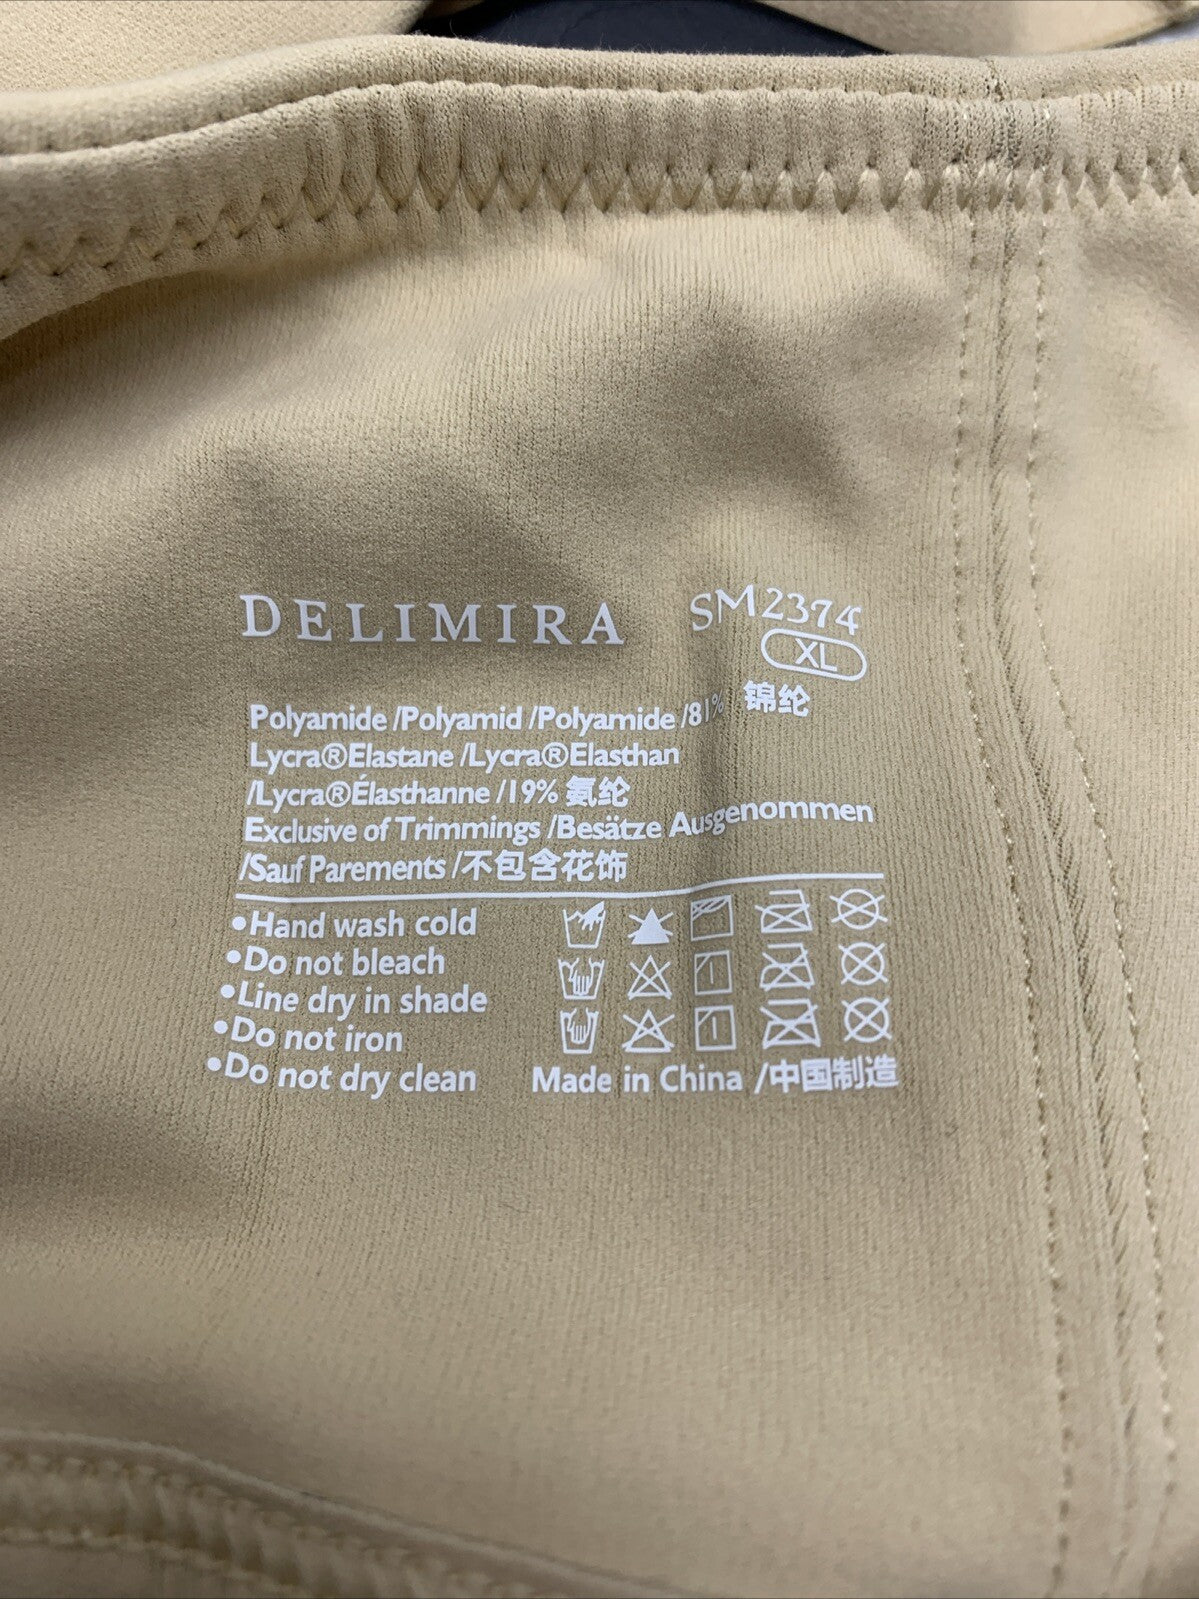 DELIMIRA SM2374
XL
Polyamide /Polyamid /Polyamide /81% 锦纶
Lycra®Elastane /Lycra®Elasthan
/Lycra®Élasthanne /19% 氨纶
Exclusive of Trimmings /Besätze Ausgenommen
/Sauf Parements /不包含花饰
•Hand wash cold
•Do not bleach
•Line dry in shade
•Do not iron
•Do not dry clean
Made in China /中国制造